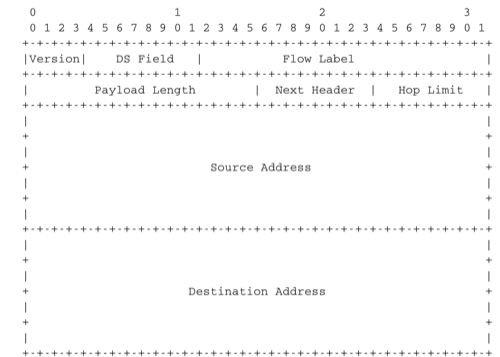 0 1 2 3
0 1 2 3 4 5 6 7 8 9 0 1 2 3 4 5 6 7 8 9 0 1 2 3 4 5 6 7 8 9 0 1
+-+-+-+-+-+-+-+-+-+-+-+-+-+-+-+-+-+-+-+-+-+-+-+-+-+-+-+-+-+-+-+-+
|Version| DS Field | Flow Label |
+-+-+-+-+-+-+-+-+-+-+-+-+-+-+-+-+-+-+-+-+-+-+-+-+-+-+-+-+-+-+-+-+
| Payload Length | Next Header | Hop Limit |
+-+-+-+-+-+-+-+-+-+-+-+-+-+-+-+-+-+-+-+-+-+-+-+-+-+-+-+-+-+-+-+-+
| |
+ +
| |
+ Source Address +
| |
+ +
| |
+-+-+-+-+-+-+-+-+-+-+-+-+-+-+-+-+-+-+-+-+-+-+-+-+-+-+-+-+-+-+-+-+
| |
+ +
| |
+ Destination Address +
| |
+ +
| |
+-+-+-+-+-+-+-+-+-+-+-+-+-+-+-+-+-+-+-+-+-+-+-+-+-+-+-+-+-+-+-+-+